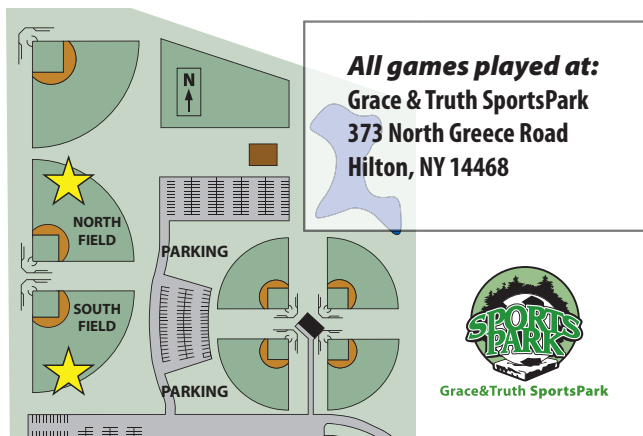 N
All games played at:
Grace & Truth SportsPark
373 North Greece Road
Hilton, NY 14468
NORTH
FIELD
PARKING
SOUTH
FIELD
PARKING
SPORTS
PARK
Grace&Truth SportsPark